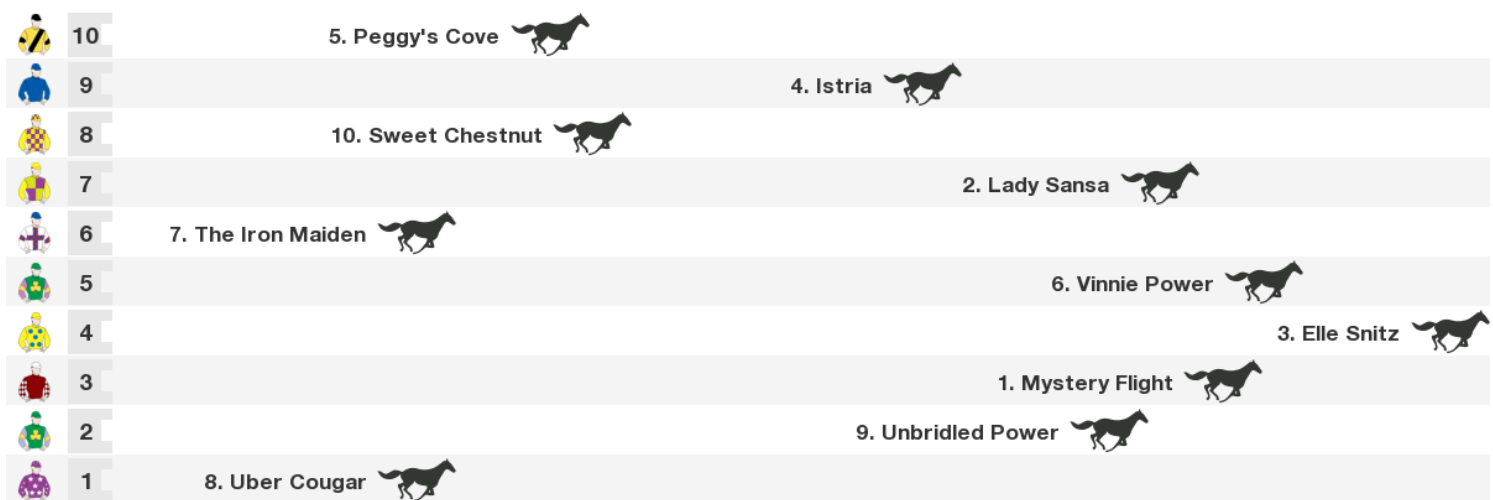 10 5. Peggy's Cove
9 4. Istria
8 10. Sweet Chestnut
7 2. Lady Sansa
6 7. The Iron Maiden
5 6. Vinnie Power
4 3. Elle Snitz
3 1. Mystery Flight
2 9. Unbridled Power
1 8. Uber Cougar